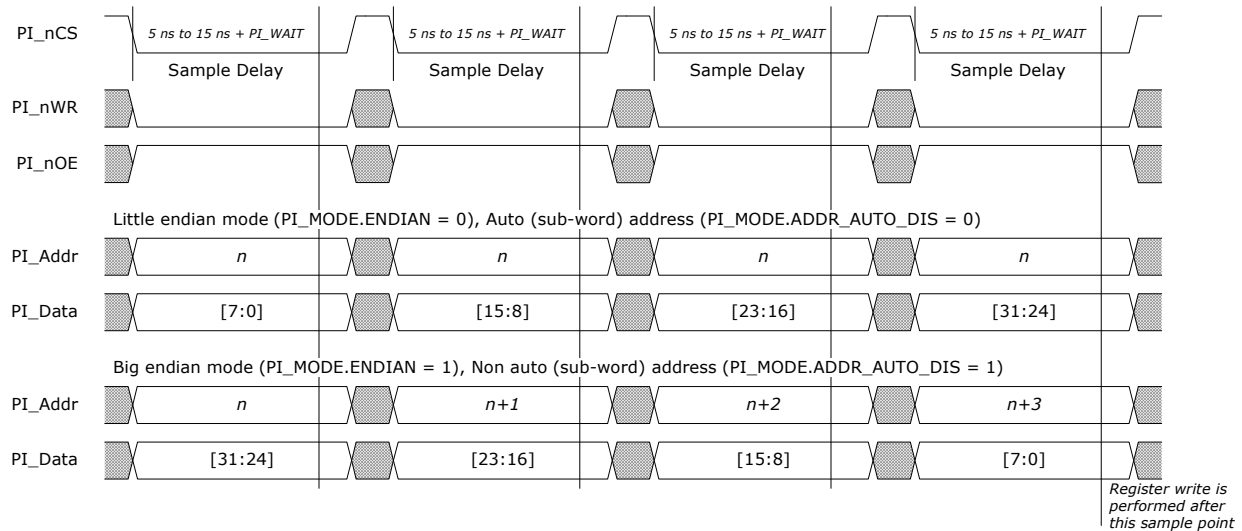 PI_nCS 5 ns to 15 ns + PI_WAIT 5 ns to 15 ns + PI_WAIT 5 ns to 15 ns + PI_WAIT 5 ns to 15 ns + PI_WAIT
Sample Delay Sample Delay Sample Delay Sample Delay
PI_nWR
PI_nOE
Little endian mode (PI_MODE.ENDIAN = 0), Auto (sub-word) address (PI_MODE.ADDR_AUTO_DIS = 0)
PI_Addr n n n n
PI_Data [7:0] [15:8] [23:16] [31:24]
Big endian mode (PI_MODE.ENDIAN = 1), Non auto (sub-word) address (PI_MODE.ADDR_AUTO_DIS = 1)
PI_Addr n n+1 n+2 n+3
PI_Data [31:24] [23:16] [15:8] [7:0]
Register write is
performed after
this sample point